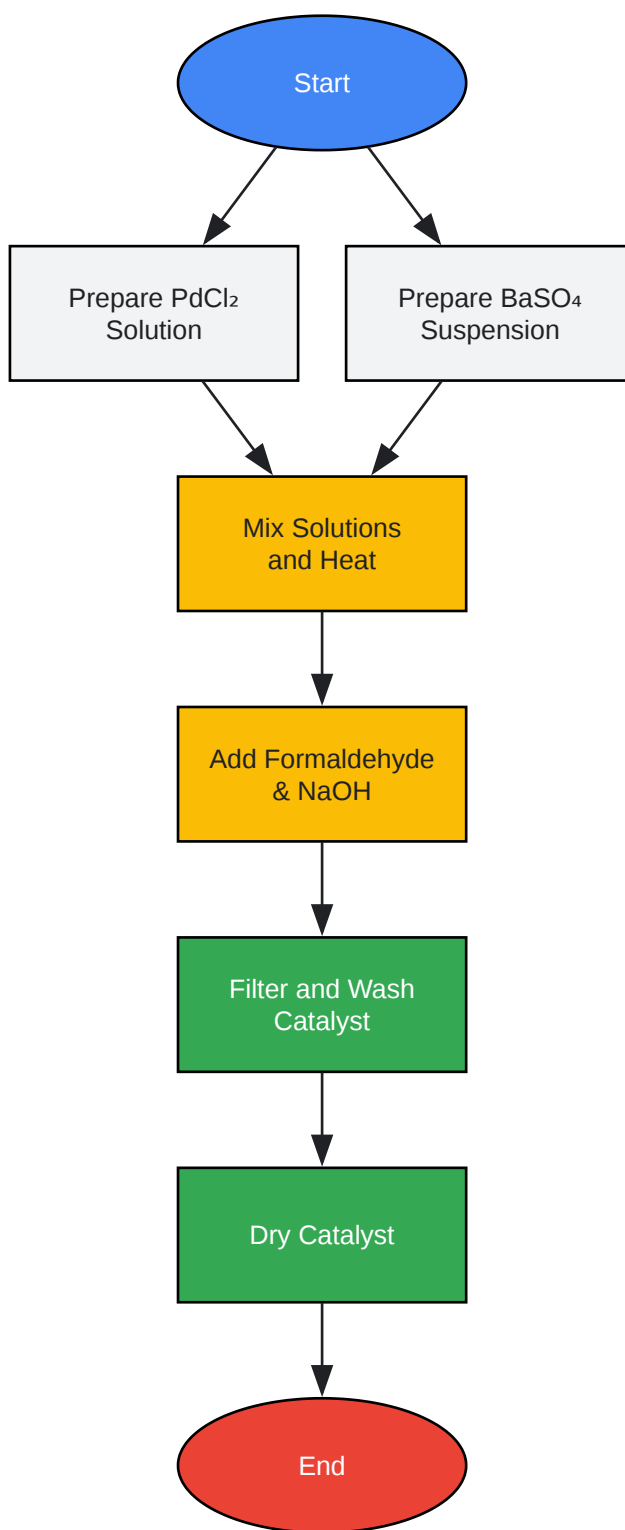 Start
Prepare PdCl₂
Solution
Prepare BaSO₄
Suspension
Mix Solutions
and Heat
Add Formaldehyde
& NaOH
Filter and Wash
Catalyst
Dry Catalyst
End